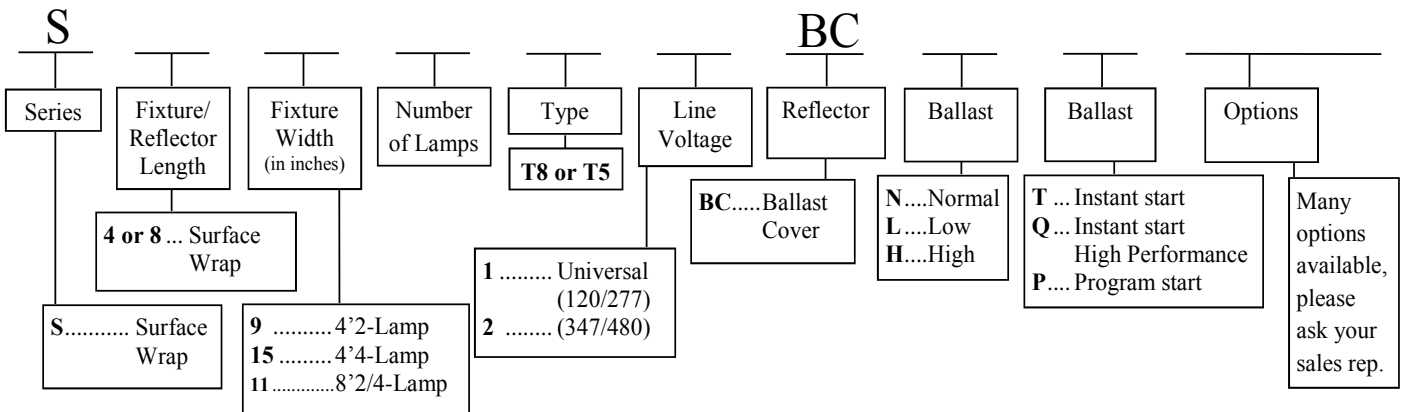 S
BC
Series
Fixture/
Reflector
Length
Fixture
Width
(in inches)
Number
of Lamps
Type
T8 or T5
Line
Voltage
Reflector
Ballast
Ballast
Options
4 or 8 ... Surface
Wrap
S........... Surface
Wrap
9 ..........4'2-Lamp
15 .........4'4-Lamp
11 .............8'2/4-Lamp
1 ......... Universal
(120/277)
2 ........ (347/480)
BC.....Ballast
Cover
N....Normal
L ....Low
H....High
T ... Instant start
Q ... Instant start
High Performance
P.... Program start
Many
options
available,
please
ask your
sales rep.